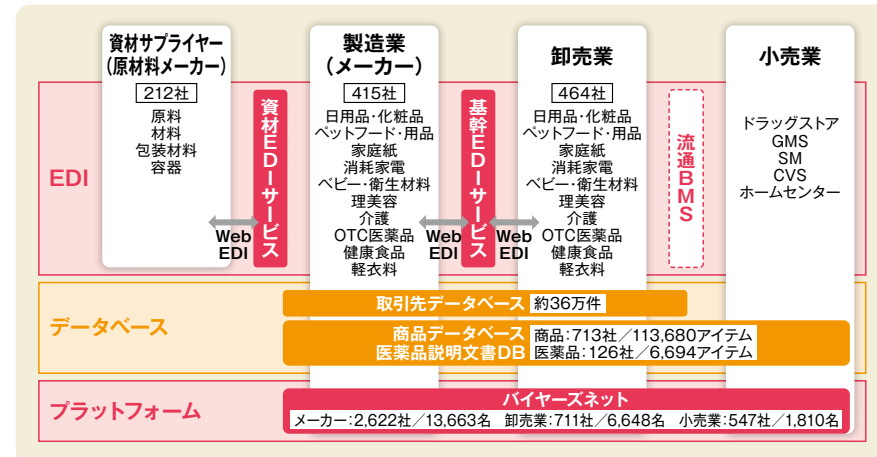 資材サプライヤー
(原材料メーカー)
212社
原料
材料
包装材料
容器
製造業
(メーカー)
415社
日用品・化粧品
ペットフード・用品
家庭紙
消耗家電
ベビー・衛生材料
理美容
介護
OTC医薬品
健康食品
軽衣料
卸売業
464社
日用品・化粧品
ペットフード・用品
家庭紙
消耗家電
ベビー・衛生材料
理美容
介護
OTC医薬品
健康食品
軽衣料
小売業
ドラッグストア
GMS
SM
CVS
ホームセンター
EDI
資材EDIサービス
基幹EDIサービス
流通BMS
Web
EDI
Web
EDI
Web
EDI
データベース
取引先データベース 約36万件
商品データベース 商品:713社/113,680アイテム
医薬品説明文書DB 医薬品:126社/6,694アイテム
プラットフォーム
バイヤーズネット
メーカー:2,622社/13,663名 卸売業:711社/6,648名 小売業:547社/1,810名